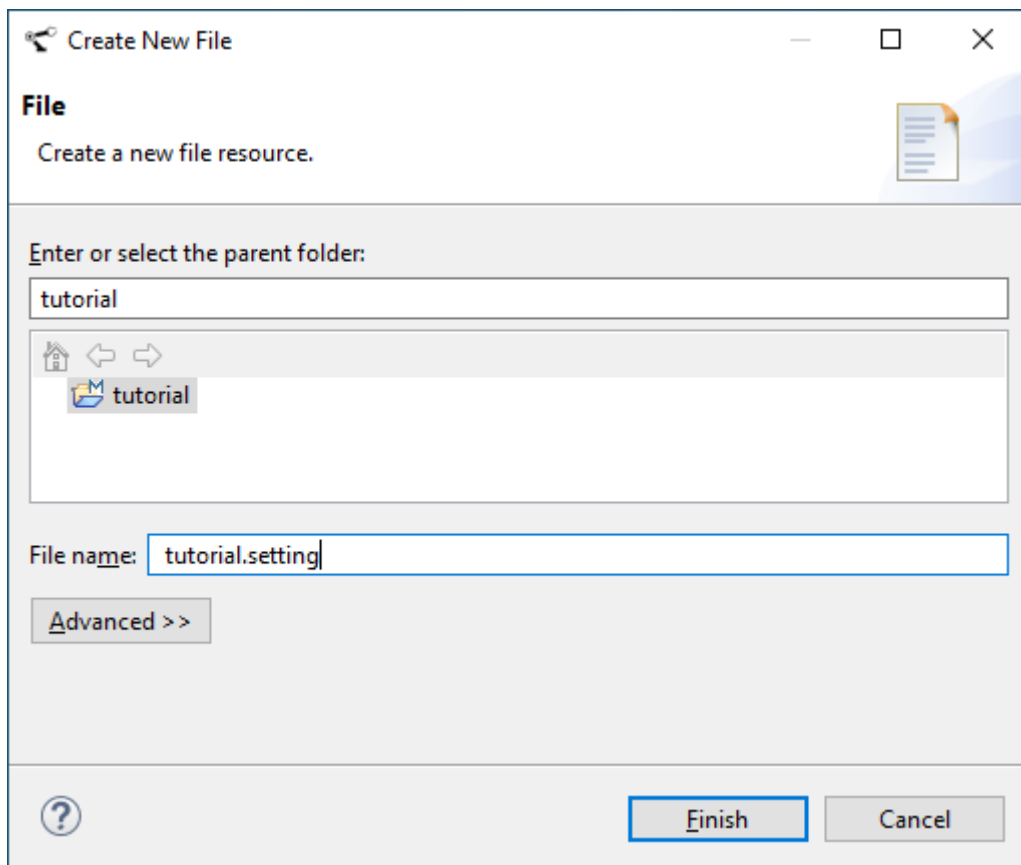 Create New File
File
Create a new file resource.
Enter or select the parent folder:
tutorial
tutorial
File name: tutorial.setting
Advanced >>
? Finish Cancel